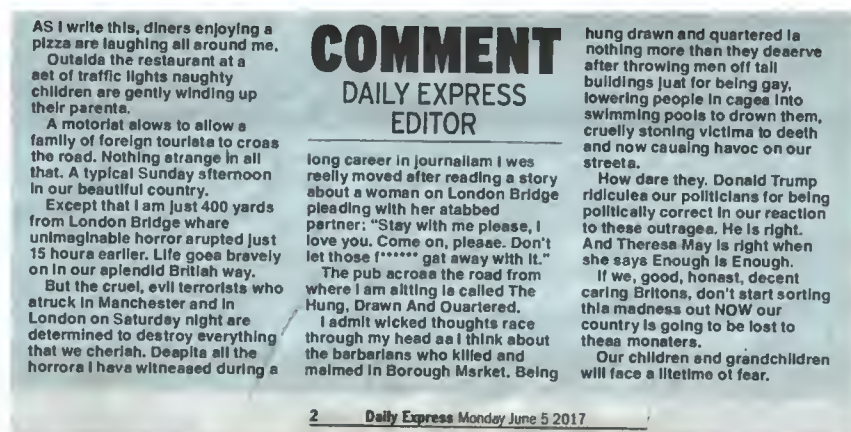 AS I write this, diners enjoying a
pizza are laughing all around me.
Outside the restaurant at a
set of traffic lights naughty
children are gently winding up
their parents.
A motorist slows to allow a
family of foreign tourists to cross
the road. Nothing strange in all
that. A typical Sunday afternoon
in our beautiful country.
Except that I am just 400 yards
from London Bridge where
unimaginable horror erupted just
15 hours earlier. Life goes bravely
on in our splendid British way.
But the cruel, evil terrorists who
struck in Manchester and in
London on Saturday night are
determined to destroy everything
that we cherish. Despite all the
horrors I have witnessed during a
COMMENT
DAILY EXPRESS
EDITOR
long career in journalism I was
really moved after reading a story
about a woman on London Bridge
pleading with her stabbed
partner: "Stay with me please, I
love you. Come on, please. Don't
let those f****** get away with it."
The pub across the road from
where I am sitting is called The
Hung, Drawn And Quartered.
I admit wicked thoughts race
through my head as I think about
the barbarians who killed and
maimed in Borough Market. Being
hung drawn and quartered is
nothing more than they deserve
after throwing men off tall
buildings just for being gay,
lowering people in cages into
swimming pools to drown them,
cruelly stoning victims to death
and now causing havoc on our
streets.
How dare they. Donald Trump
ridicules our politicians for being
politically correct in our reaction
to these outrages. He is right.
And Theresa May is right when
she says Enough Is Enough.
If we, good, honest, decent
caring Britons, don't start sorting
this madness out NOW our
country is going to be lost to
these monsters.
Our children and grandchildren
will face a lifetime of fear.
2 Daily Express Monday June 5 2017